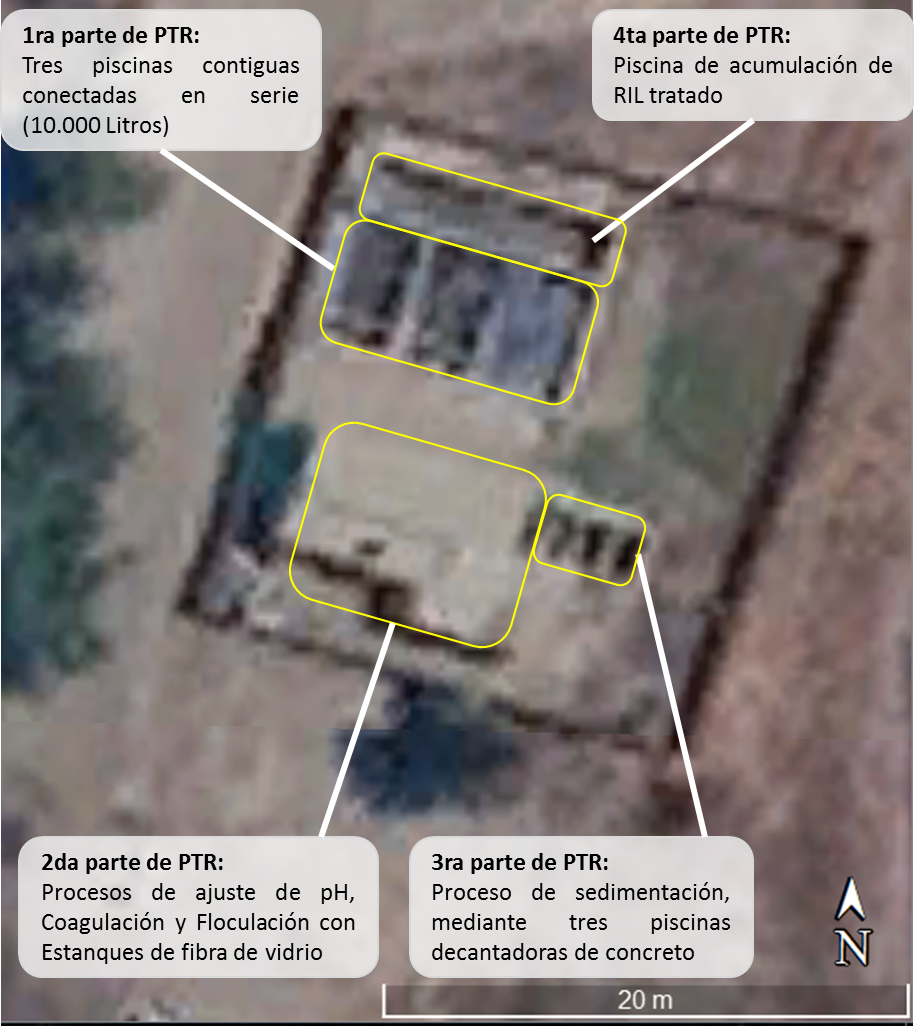 1ra parte de PTR:
Tres piscinas contiguas
conectadas en serie
(10.000 Litros)
4ta parte de PTR:
Piscina de acumulación de
RIL tratado
2da parte de PTR:
Procesos de ajuste de pH,
Coagulación y Floculación con
Estanques de fibra de vidrio
3ra parte de PTR:
Proceso de sedimentación,
mediante tres piscinas
decantadoras de concreto
N
20 m